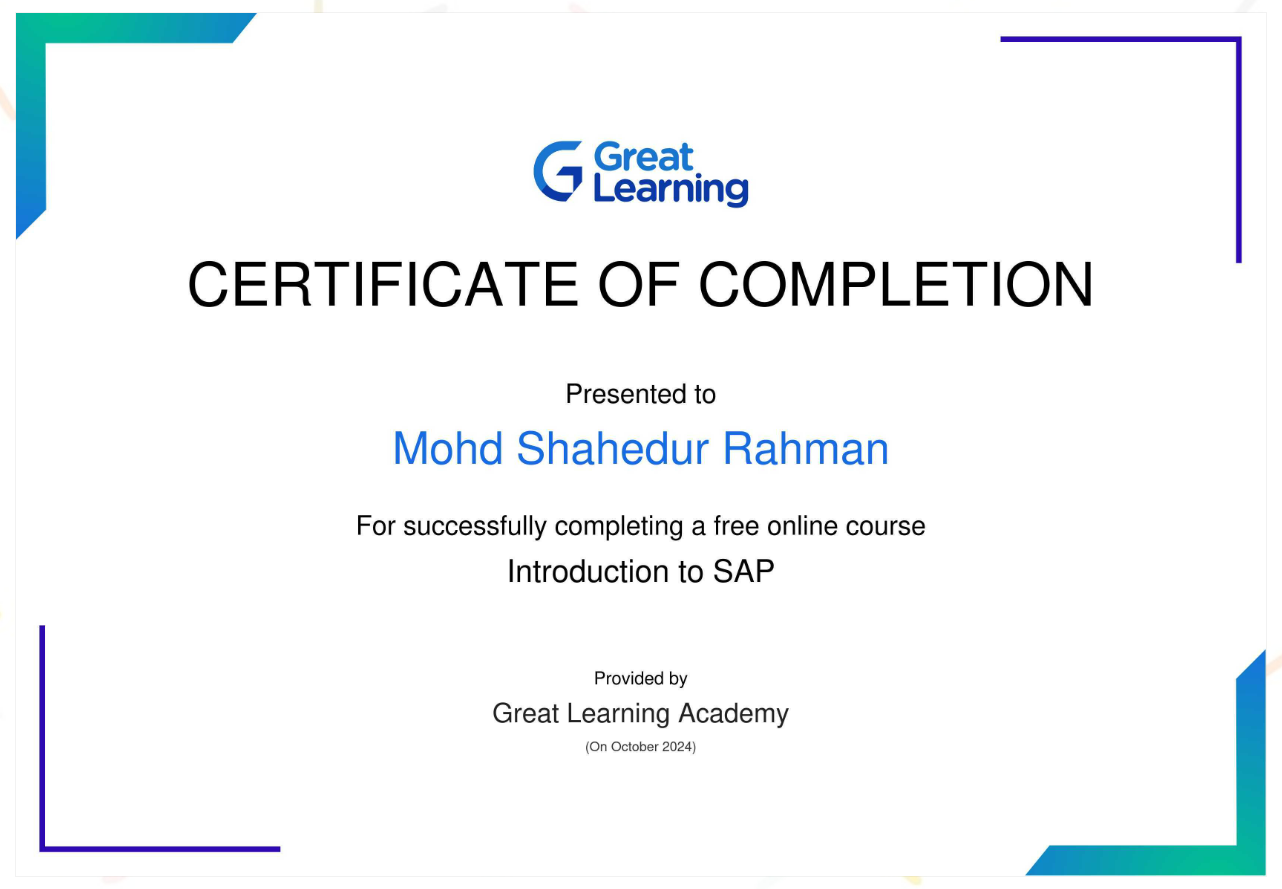 Great
Learning
CERTIFICATE OF COMPLETION
Presented to
Mohd Shahedur Rahman
For successfully completing a free online course
Introduction to SAP
Provided by
Great Learning Academy
(On October 2024)